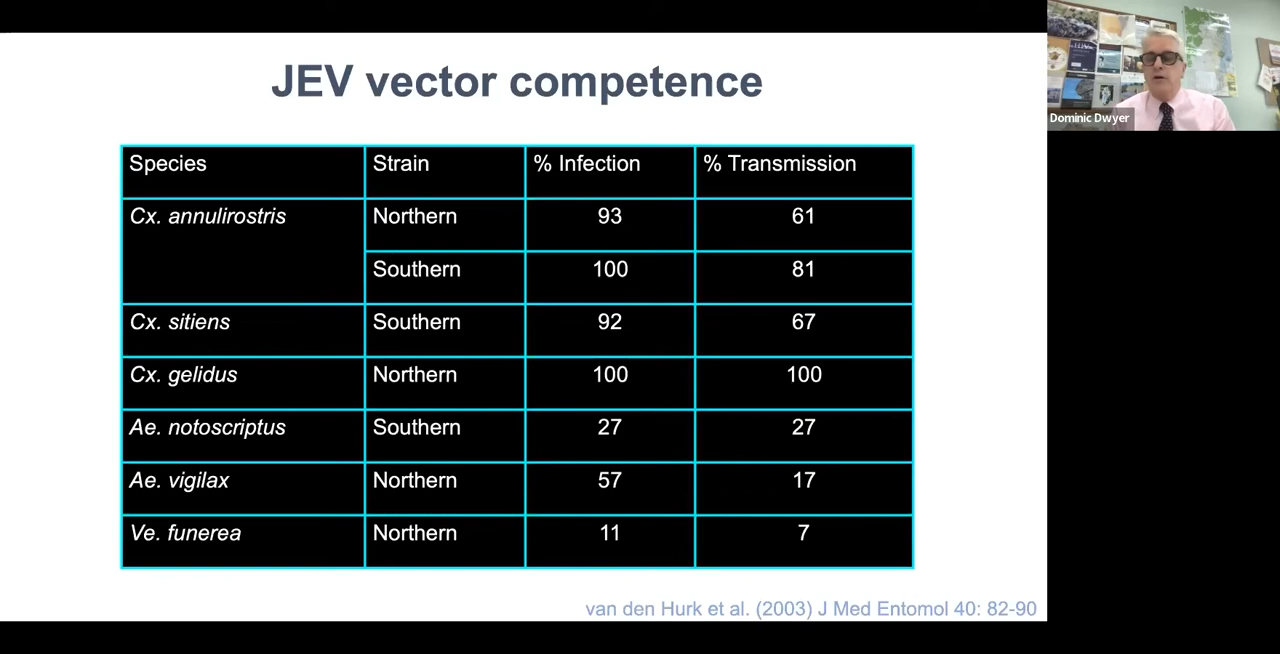 JEV vector competence
Dominic Dwyer
Species Strain % Infection % Transmission
Cx. annulirostris Northern 93 61
Southern 100 81
Cx. sitiens Southern 92 67
Cx. gelidus Northern 100 100
Ae. notoscriptus Southern 27 27
Ae. vigilax Northern 57 17
Ve. funerea Northern 11 7
van den Hurk et al. (2003) J Med Entomol 40: 82-90